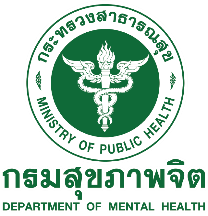 กระทรวงสาธารณสุข
MINISTRY OF PUBLIC HEALTH
กรมสุขภาพจิต
DEPARTMENT OF MENTAL HEALTH